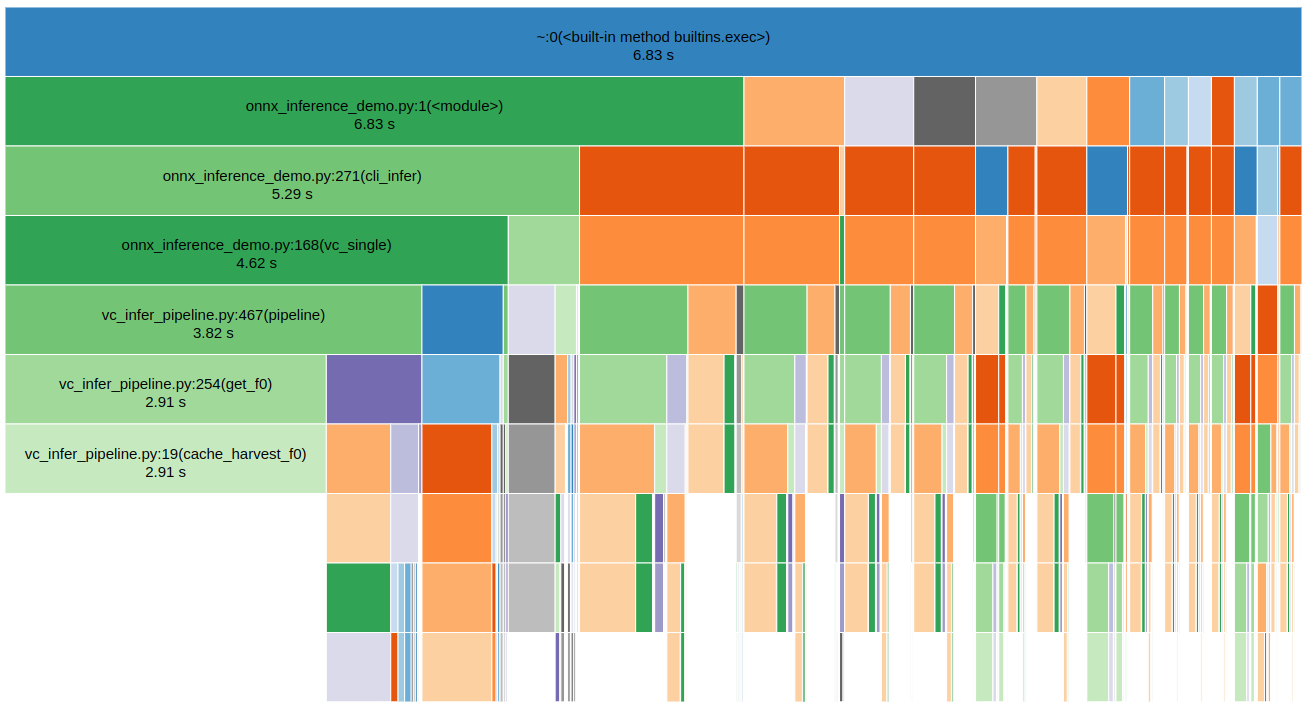 ~:0(<built-in method builtins.exec>)
6.83 s
onnx_inference_demo.py:1(<module>)
6.83 s
onnx_inference_demo.py:271(cli_infer)
5.29 s
onnx_inference_demo.py:168(vc_single)
4.62 s
vc_infer_pipeline.py:467(pipeline)
3.82 s
vc_infer_pipeline.py:254(get_f0)
2.91 s
vc_infer_pipeline.py:19(cache_harvest_f0)
2.91 s